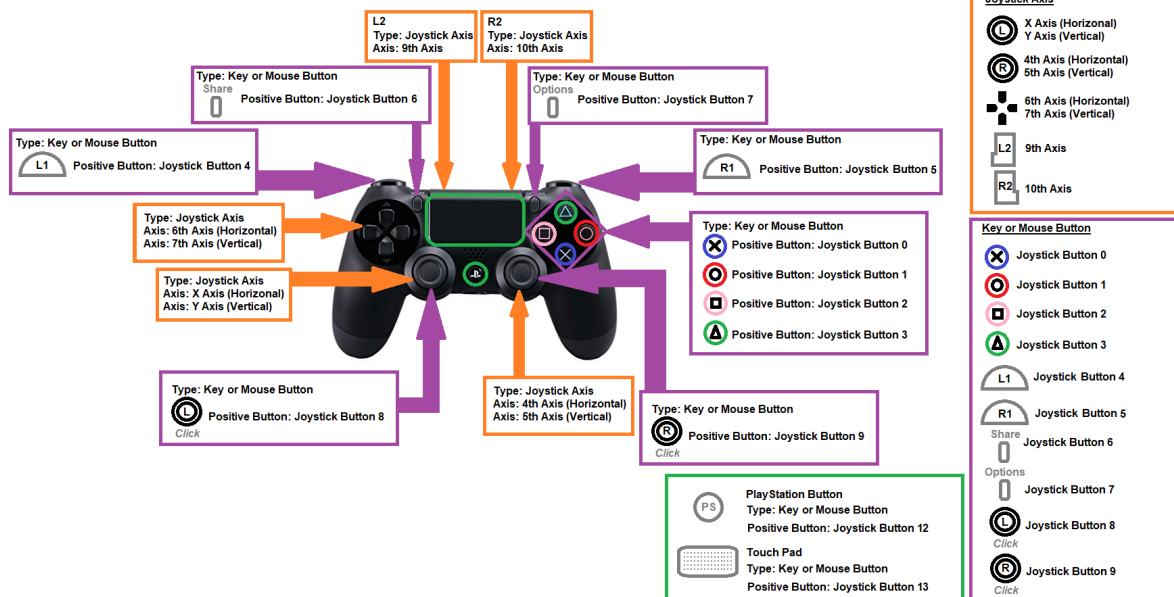 L2
Type: Joystick Axis
Axis: 9th Axis
R2
Type: Joystick Axis
Axis: 10th Axis
Type: Key or Mouse Button
Share
Positive Button: Joystick Button 6
Type: Key or Mouse Button
Options
Positive Button: Joystick Button 7
Type: Key or Mouse Button
L1
Positive Button: Joystick Button 4
Type: Key or Mouse Button
R1
Positive Button: Joystick Button 5
Type: Joystick Axis
Axis: 6th Axis (Horizontal)
Axis: 7th Axis (Vertical)
Type: Joystick Axis
Axis: X Axis (Horizonal)
Axis: Y Axis (Vertical)
Type: Key or Mouse Button
Positive Button: Joystick Button 0
Positive Button: Joystick Button 1
Positive Button: Joystick Button 2
Positive Button: Joystick Button 3
Type: Key or Mouse Button
L
Positive Button: Joystick Button 8
Click
Type: Joystick Axis
Axis: 4th Axis (Horizontal)
Axis: 5th Axis (Vertical)
Type: Key or Mouse Button
R
Positive Button: Joystick Button 9
Click
PS
PlayStation Button
Type: Key or Mouse Button
Positive Button: Joystick Button 12
Touch Pad
Type: Key or Mouse Button
Positive Button: Joystick Button 13
Joystick Axis
L
X Axis (Horizonal)
Y Axis (Vertical)
R
4th Axis (Horizontal)
5th Axis (Vertical)
6th Axis (Horizontal)
7th Axis (Vertical)
L2
9th Axis
R2
10th Axis
Key or Mouse Button
Joystick Button 0
Joystick Button 1
Joystick Button 2
Joystick Button 3
L1
Joystick Button 4
R1
Joystick Button 5
Share
Joystick Button 6
Options
Joystick Button 7
L
Joystick Button 8
Click
R
Joystick Button 9
Click